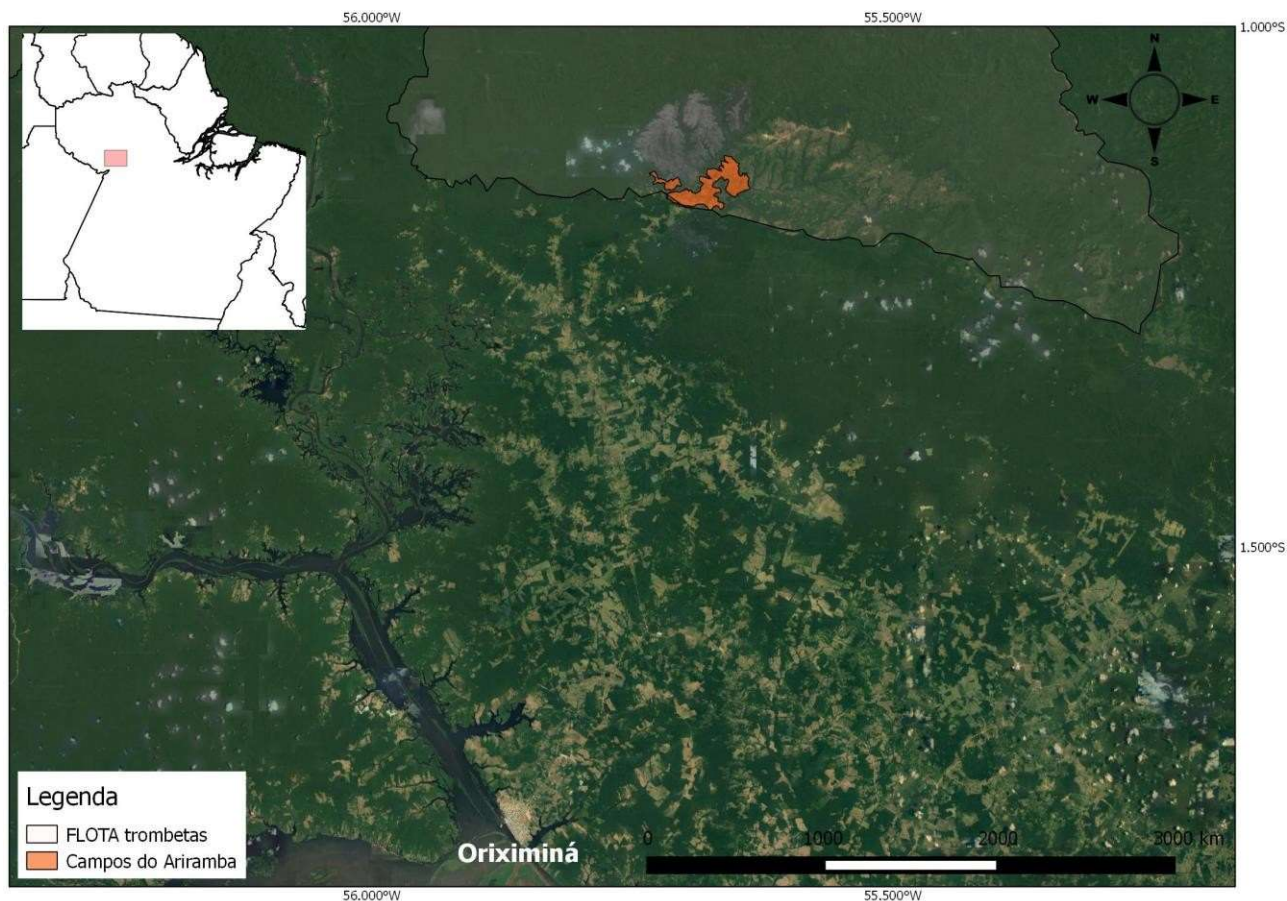 56.000°W 55.500°W
1.000°S
N
W E
S
1.500°S
Legenda
FLOTA trombetas
Campos do Ariramba
Oriximiná
0 1000 2000 3000 km
56.000°W 55.500°W